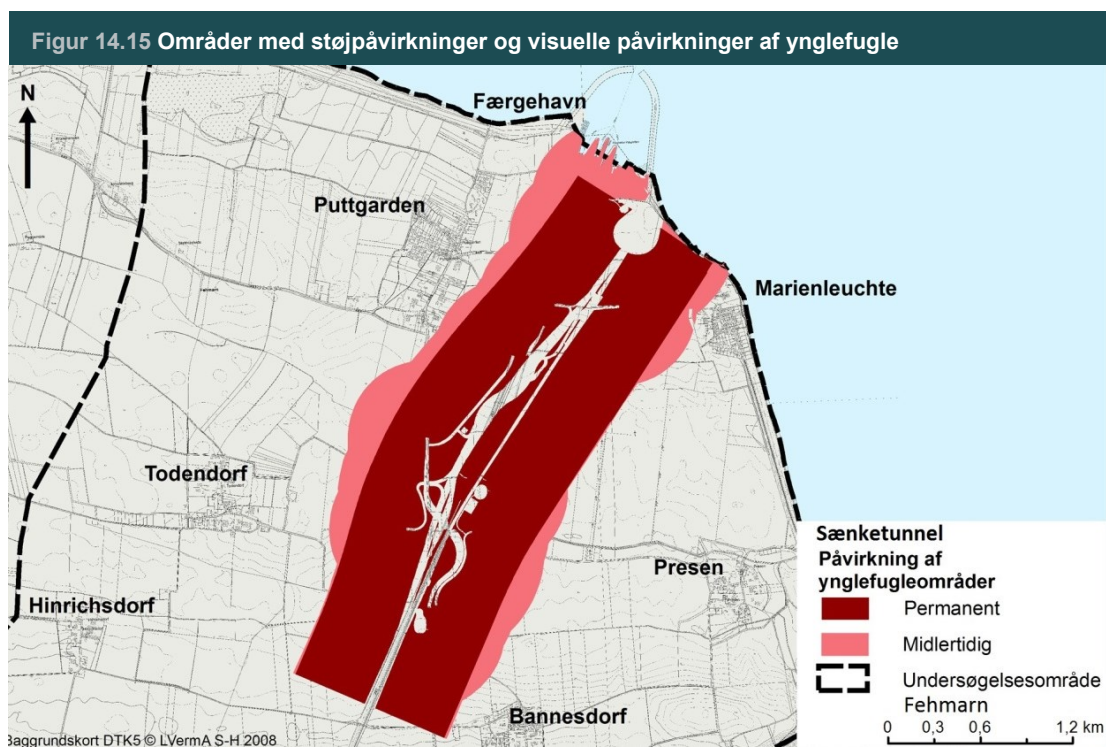 Figur 14.15 Områder med støjpåvirkninger og visuelle påvirkninger af ynglefugle
N
Færgehavn
Puttgarden
Marienleuchte
Todendorf
Presen
Hinrichsdorf
Bannesdorf
Sænketunnel
Påvirkning af
ynglefugleområder
Permanent
Midlertidig
Undersøgelsesområde
Fehmarn
0 0,3 0,6 1,2 km
Baggrundskort DTK5 © LVermA S-H 2008